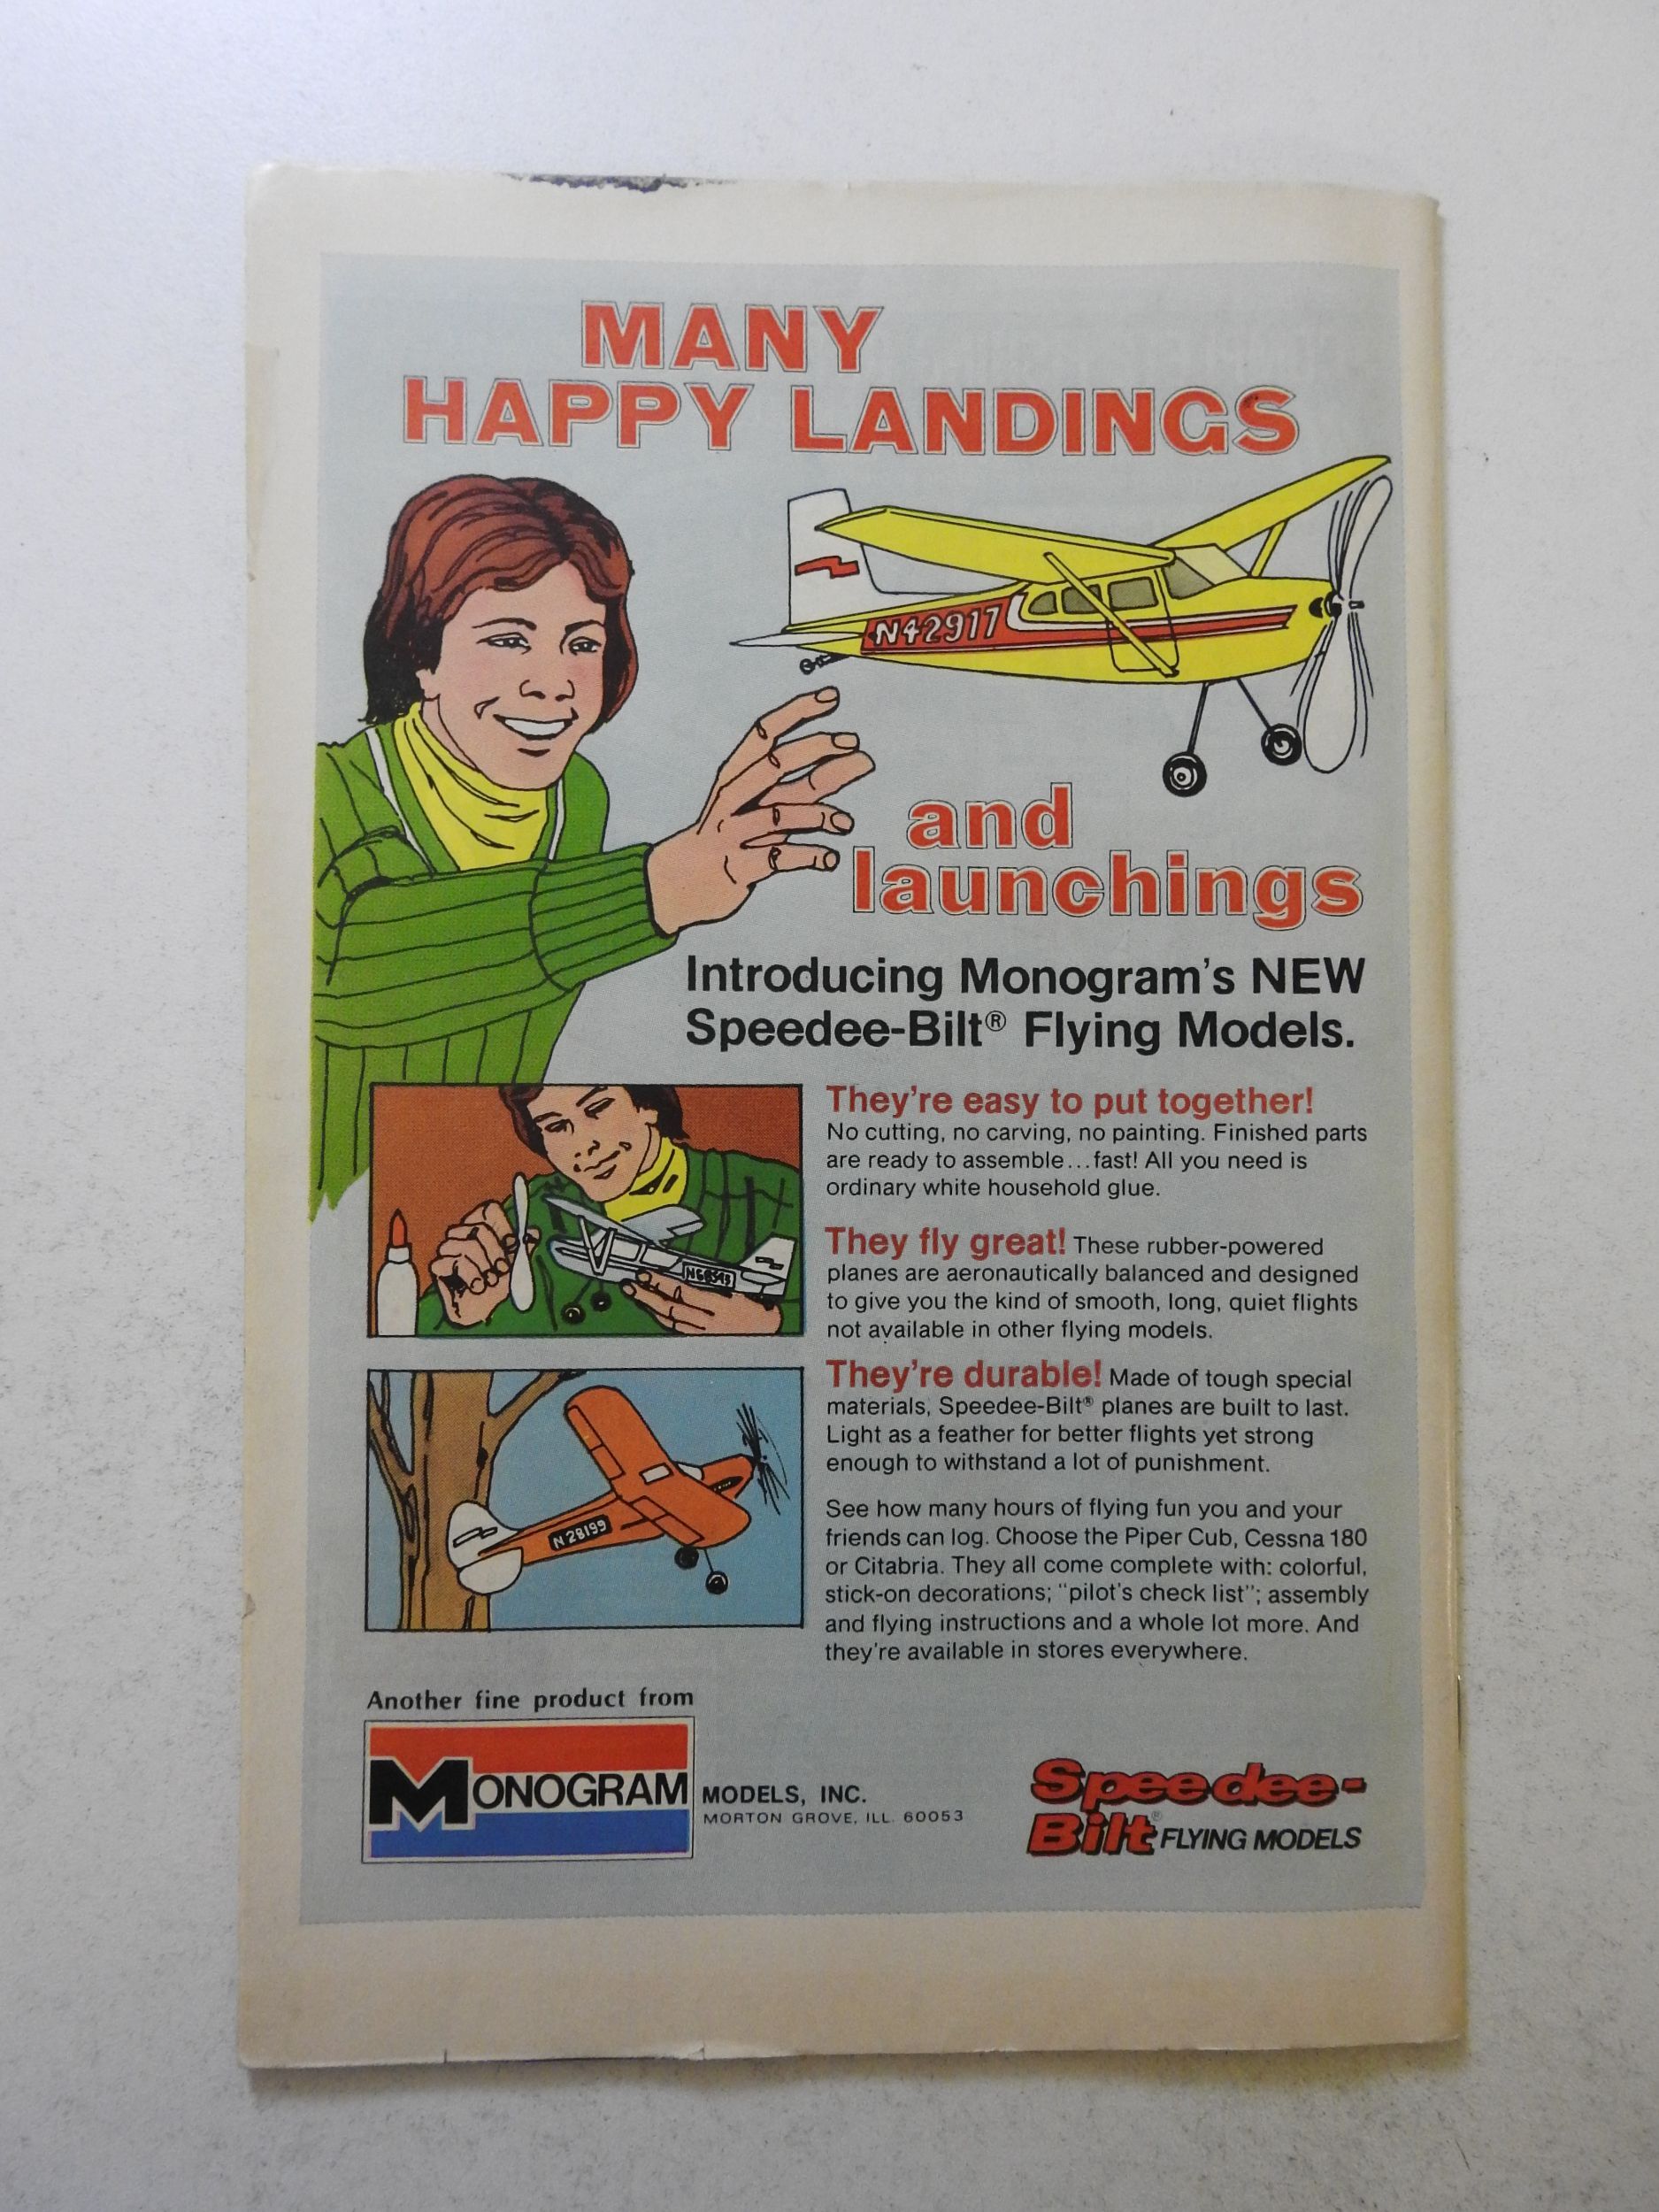 MANY
HAPPY LANDINGS
N42917
and
launchings
Introducing Monogram's NEW
Speedee-Bilt® Flying Models.
They're easy to put together!
No cutting, no carving, no painting. Finished parts
are ready to assemble...fast! All you need is
ordinary white household glue.
They fly great! These rubber-powered
planes are aeronautically balanced and designed
to give you the kind of smooth, long, quiet flights
not available in other flying models.
They're durable! Made of tough special
materials, Speedee-Bilt® planes are built to last.
Light as a feather for better flights yet strong
enough to withstand a lot of punishment.
N 28199
See how many hours of flying fun you and your
friends can log. Choose the Piper Cub, Cessna 180
or Citabria. They all come complete with: colorful,
stick-on decorations; "pilot's check list"; assembly
and flying instructions and a whole lot more. And
they're available in stores everywhere.
Another fine product from
MONOGRAM MODELS, INC.
MORTON GROVE, ILL. 60053
Speedee-
Bilt® FLYING MODELS